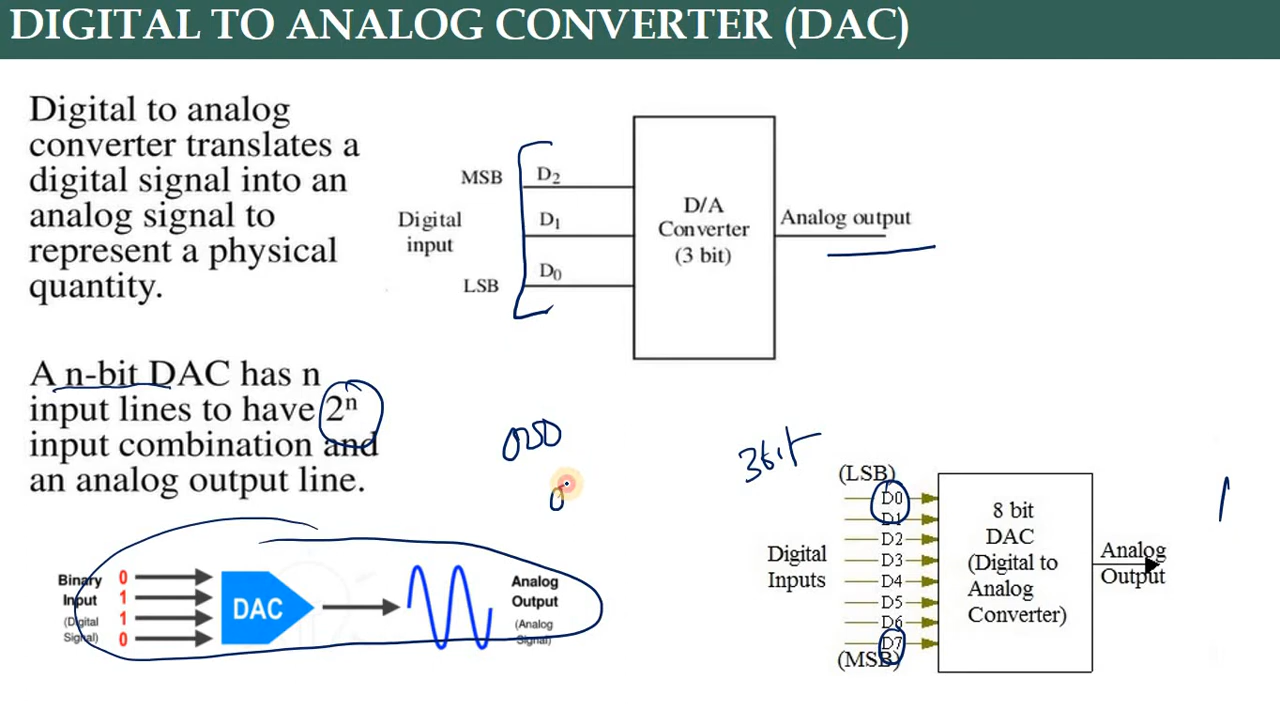 DIGITAL TO ANALOG CONVERTER (DAC)
Digital to analog
converter translates a
digital signal into an
analog signal to
represent a physical
quantity.
MSB
Digital
input
LSB
D2
D1
D0
D/A
Converter
(3 bit)
Analog output
A n-bit DAC has n
input lines to have 2ⁿ
input combination and
an analog output line.
000
0
3bit
Binary
Input
(Digital
Signal)
0
1
1
0
DAC
Analog
Output
(Analog
Signal)
(LSB)
D0
D1
D2
D3
D4
D5
D6
D7
(MSB)
Digital
Inputs
8 bit
DAC
(Digital to
Analog
Converter)
Analog
Output